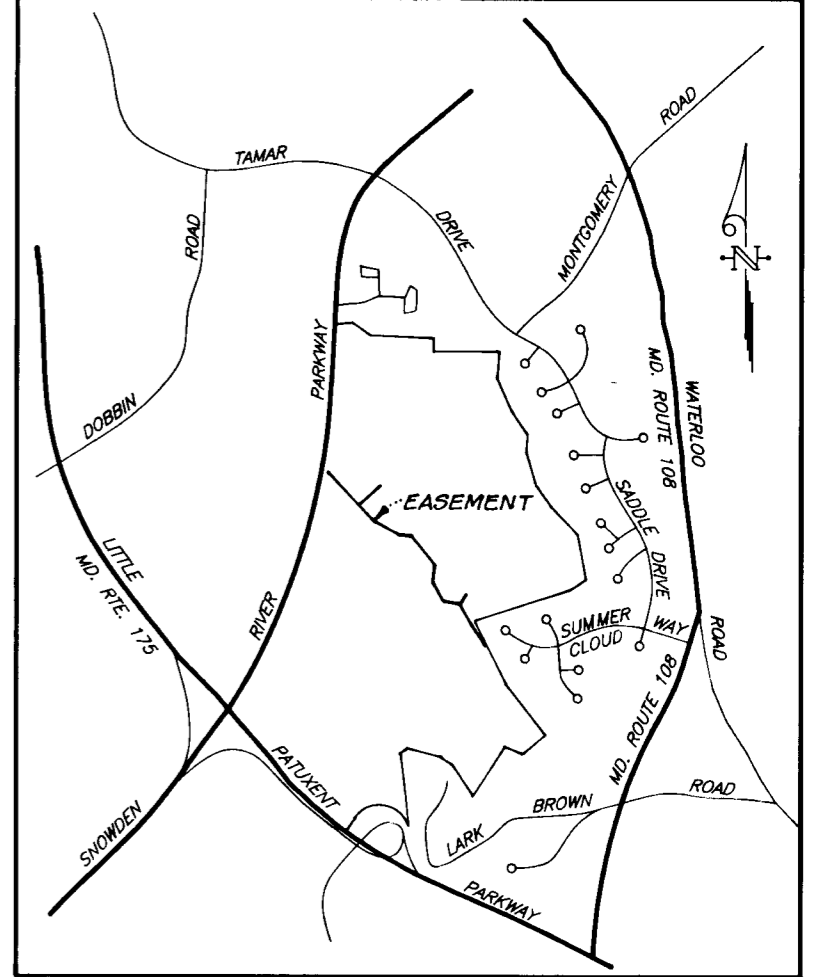 TAMAR
DRIVE
ROAD
MONTGOMERY
ROAD
N
PARKWAY
DOBBIN
MD. ROUTE 108
WATERLOO
EASEMENT
SADDLE
DRIVE
LITTLE
MD. RTE. 175
RIVER
SUMMER
CLOUD
WAY
ROAD
MD. ROUTE 108
PATUXENT
SNOWDEN
LARK
BROWN
ROAD
PARKWAY